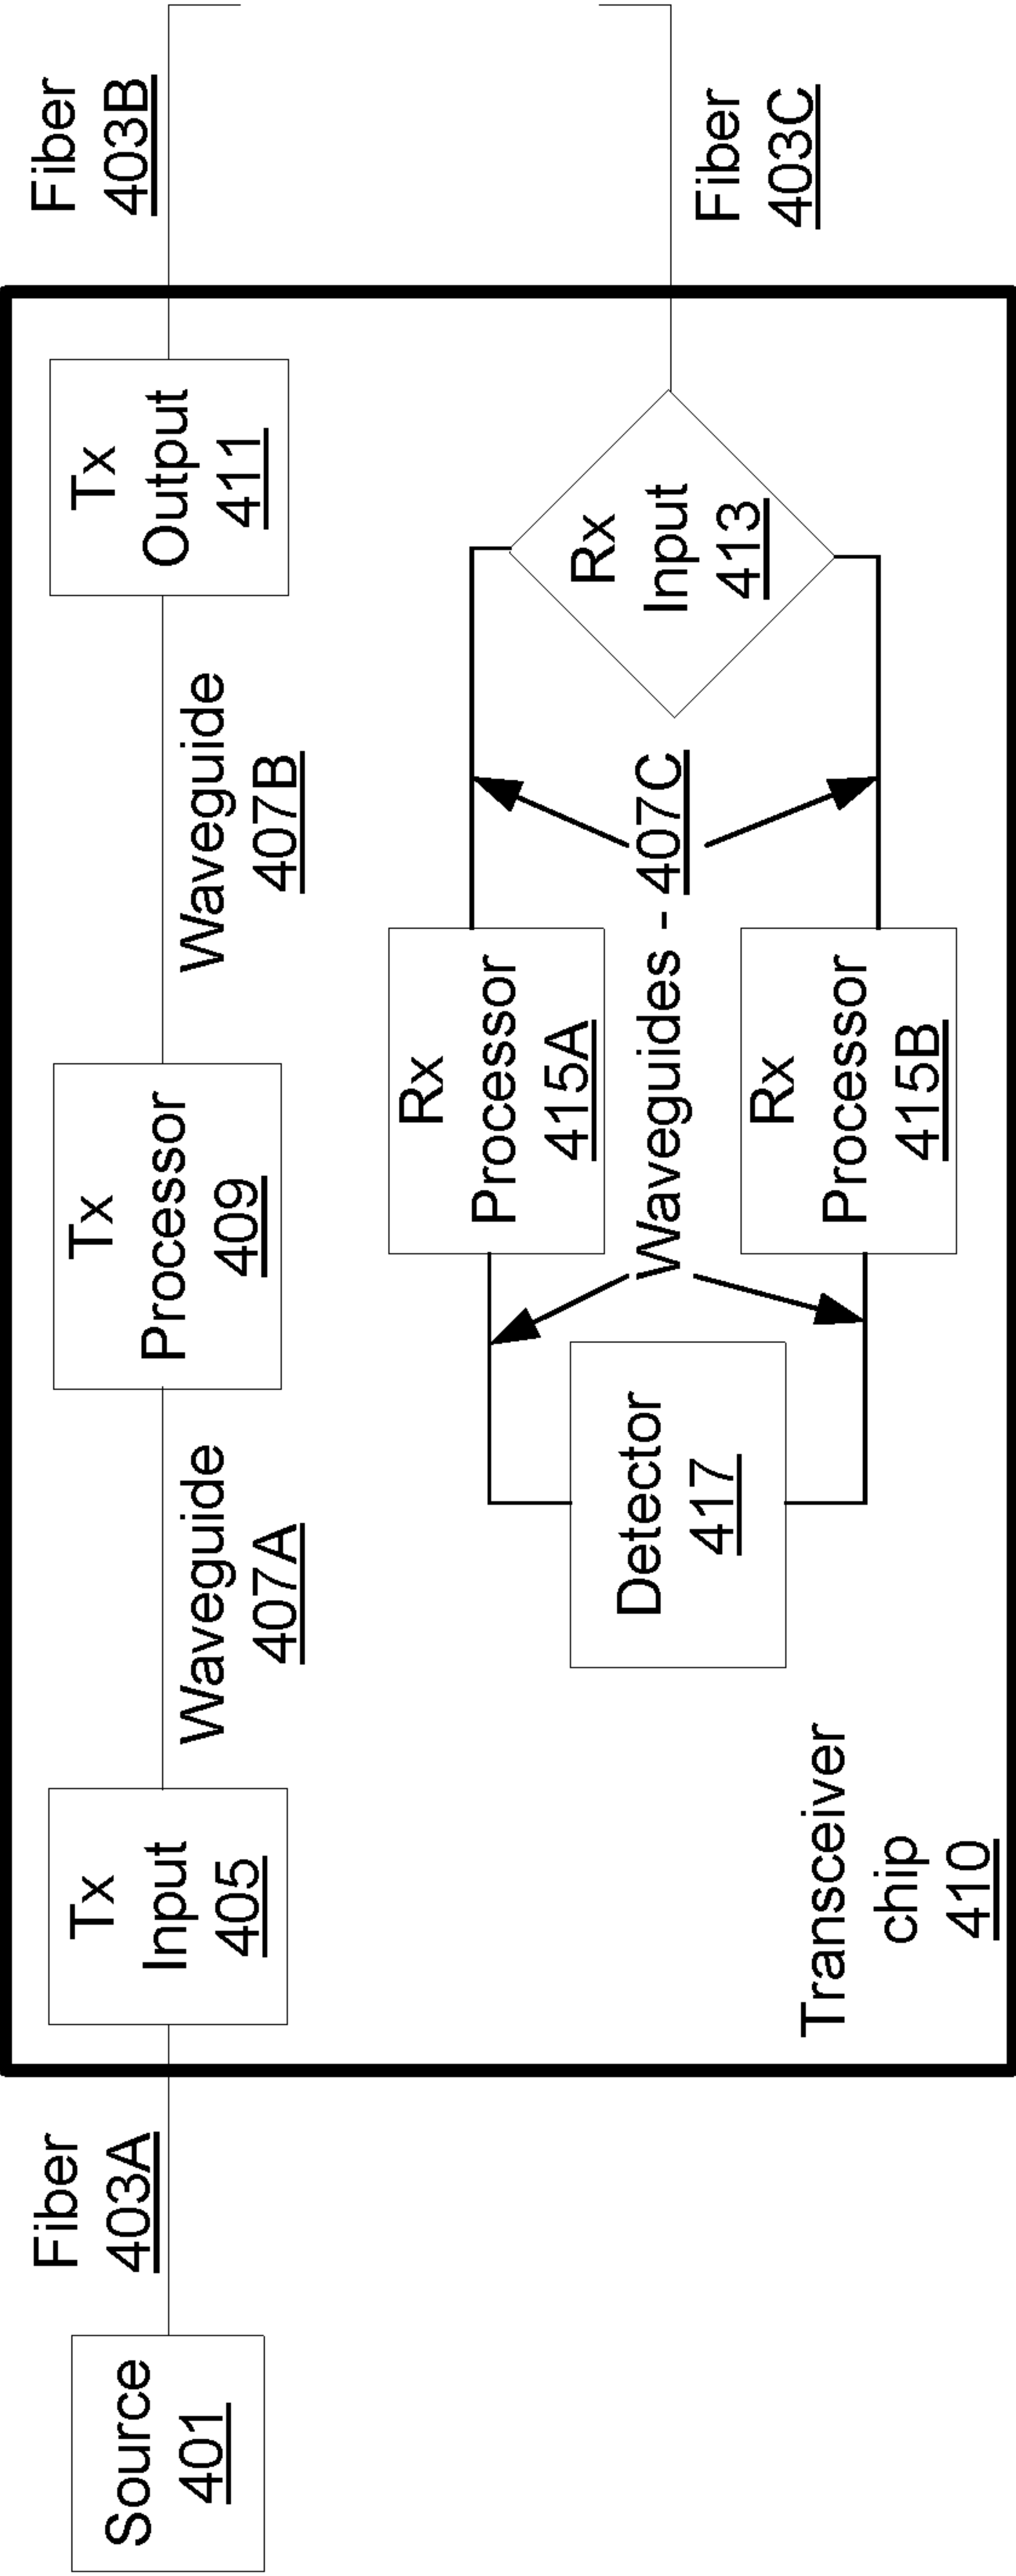 Source
401
Fiber
403A
Tx
Input
405
Waveguide
407A
Tx
Processor
409
Waveguide
407B
Tx
Output
411
Fiber
403B
Transceiver
chip
410
Detector
417
Rx
Processor
415A
Waveguides - 407C
Rx
Processor
415B
Rx
Input
413
Fiber
403C